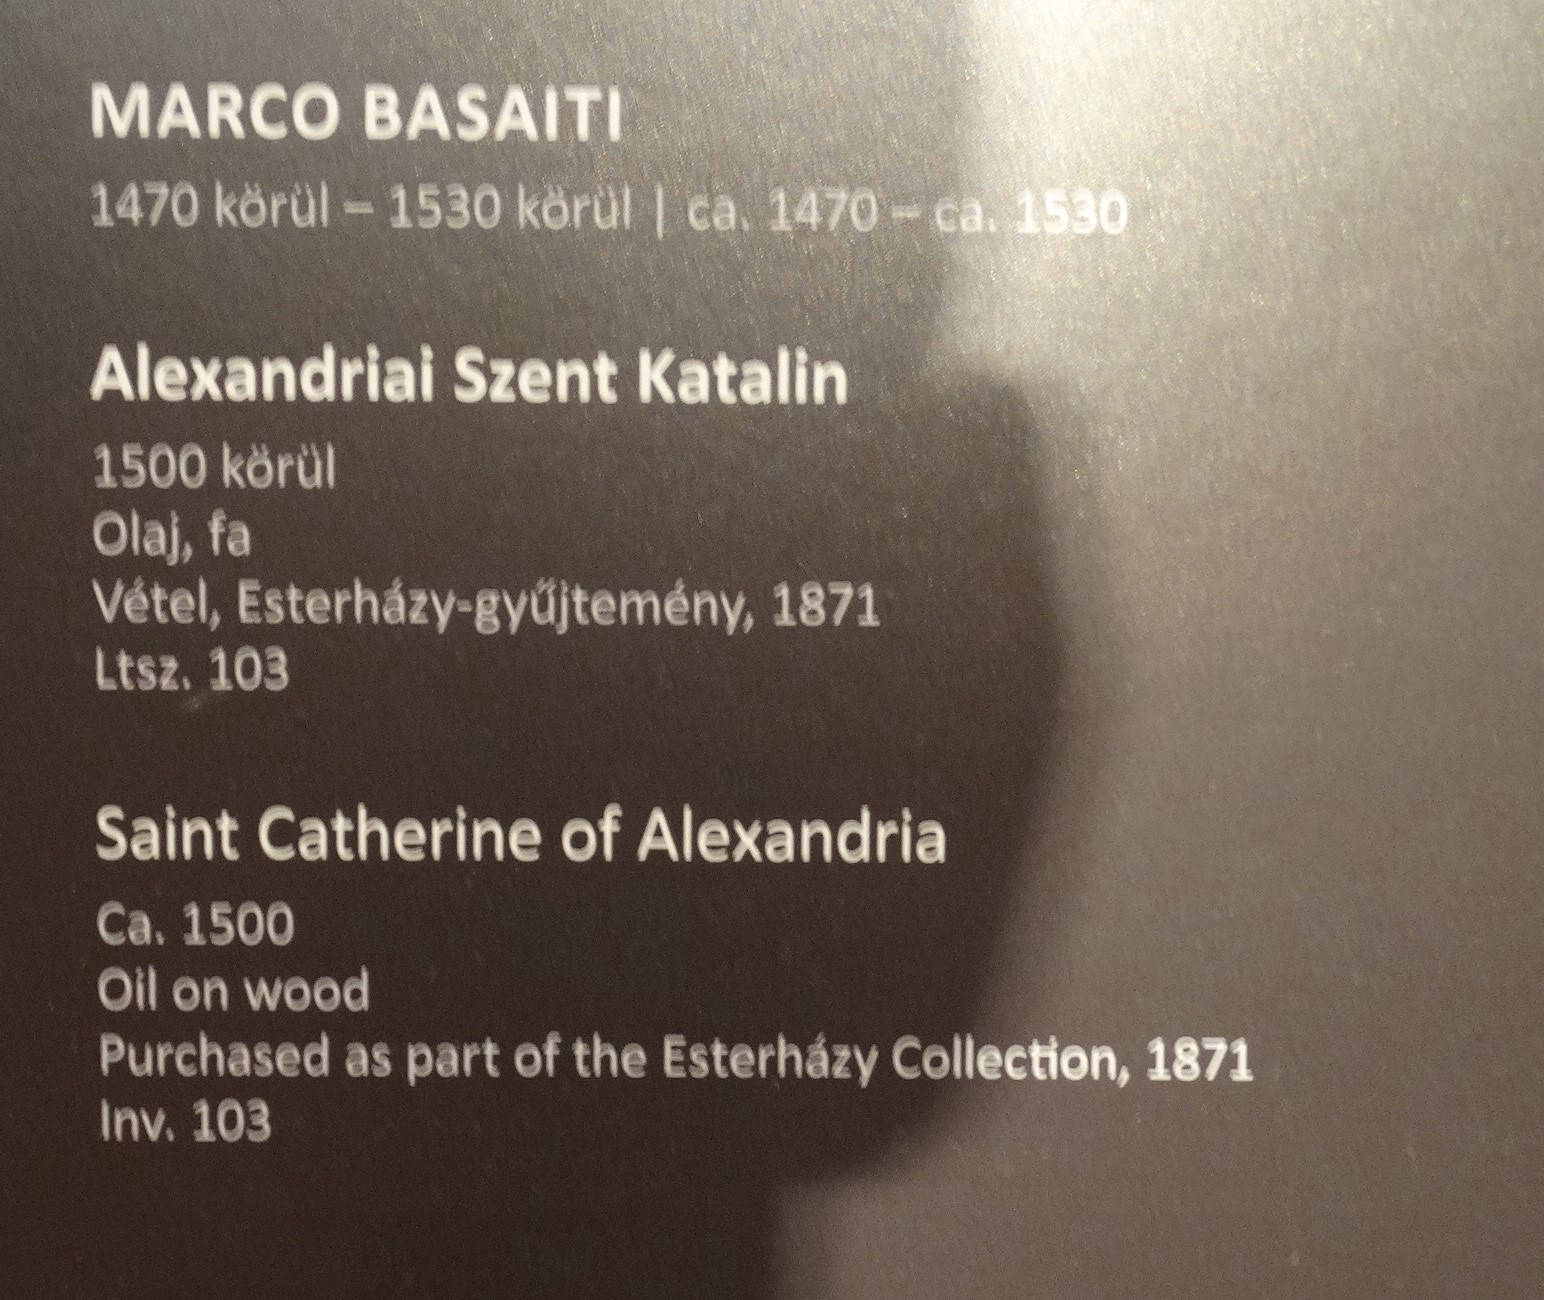 MARCO BASAITI
1470 körül – 1530 körül | ca. 1470 – ca. 1530
Alexandriai Szent Katalin
1500 körül
Olaj, fa
Vétel, Esterházy-gyűjtemény, 1871
Ltsz. 103
Saint Catherine of Alexandria
Ca. 1500
Oil on wood
Purchased as part of the Esterházy Collection, 1871
Inv. 103